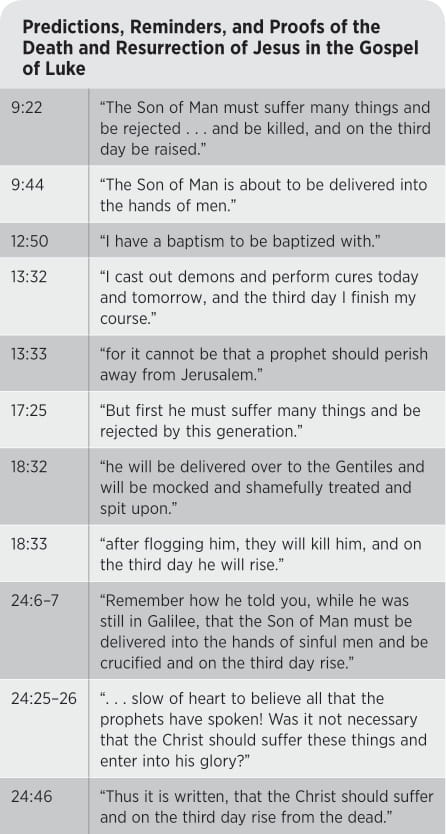 Predictions, Reminders, and Proofs of the
Death and Resurrection of Jesus in the Gospel
of Luke
9:22 “The Son of Man must suffer many things and
be rejected . . . and be killed, and on the third
day be raised.”
9:44 “The Son of Man is about to be delivered into
the hands of men.”
12:50 “I have a baptism to be baptized with.”
13:32 “I cast out demons and perform cures today
and tomorrow, and the third day I finish my
course.”
13:33 “for it cannot be that a prophet should perish
away from Jerusalem.”
17:25 “But first he must suffer many things and be
rejected by this generation.”
18:32 “he will be delivered over to the Gentiles and
will be mocked and shamefully treated and
spit upon.”
18:33 “after flogging him, they will kill him, and on
the third day he will rise.”
24:6–7 “Remember how he told you, while he was
still in Galilee, that the Son of Man must be
delivered into the hands of sinful men and be
crucified and on the third day rise.”
24:25–26 “. . . slow of heart to believe all that the
prophets have spoken! Was it not necessary
that the Christ should suffer these things and
enter into his glory?”
24:46 “Thus it is written, that the Christ should suffer
and on the third day rise from the dead.”